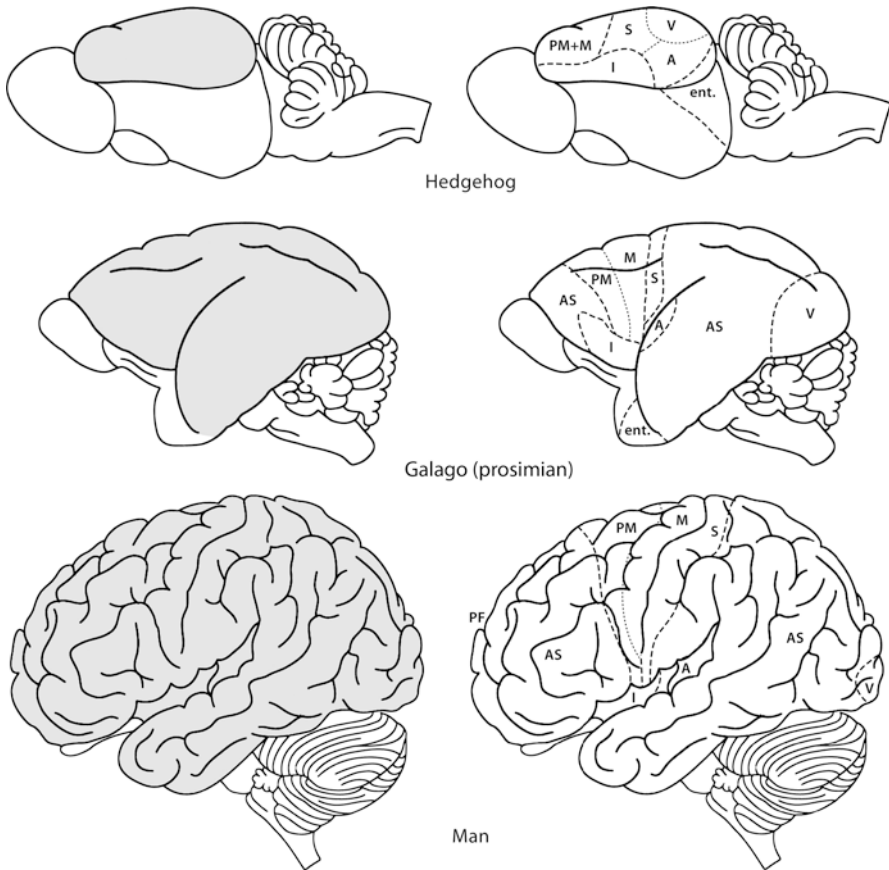 PM+M S V
I A
ent.
Hedgehog
M
PM S
AS
A AS V
I
ent.
Galago (prosimian)
PM M S
PF
AS AS
A
I V
Man